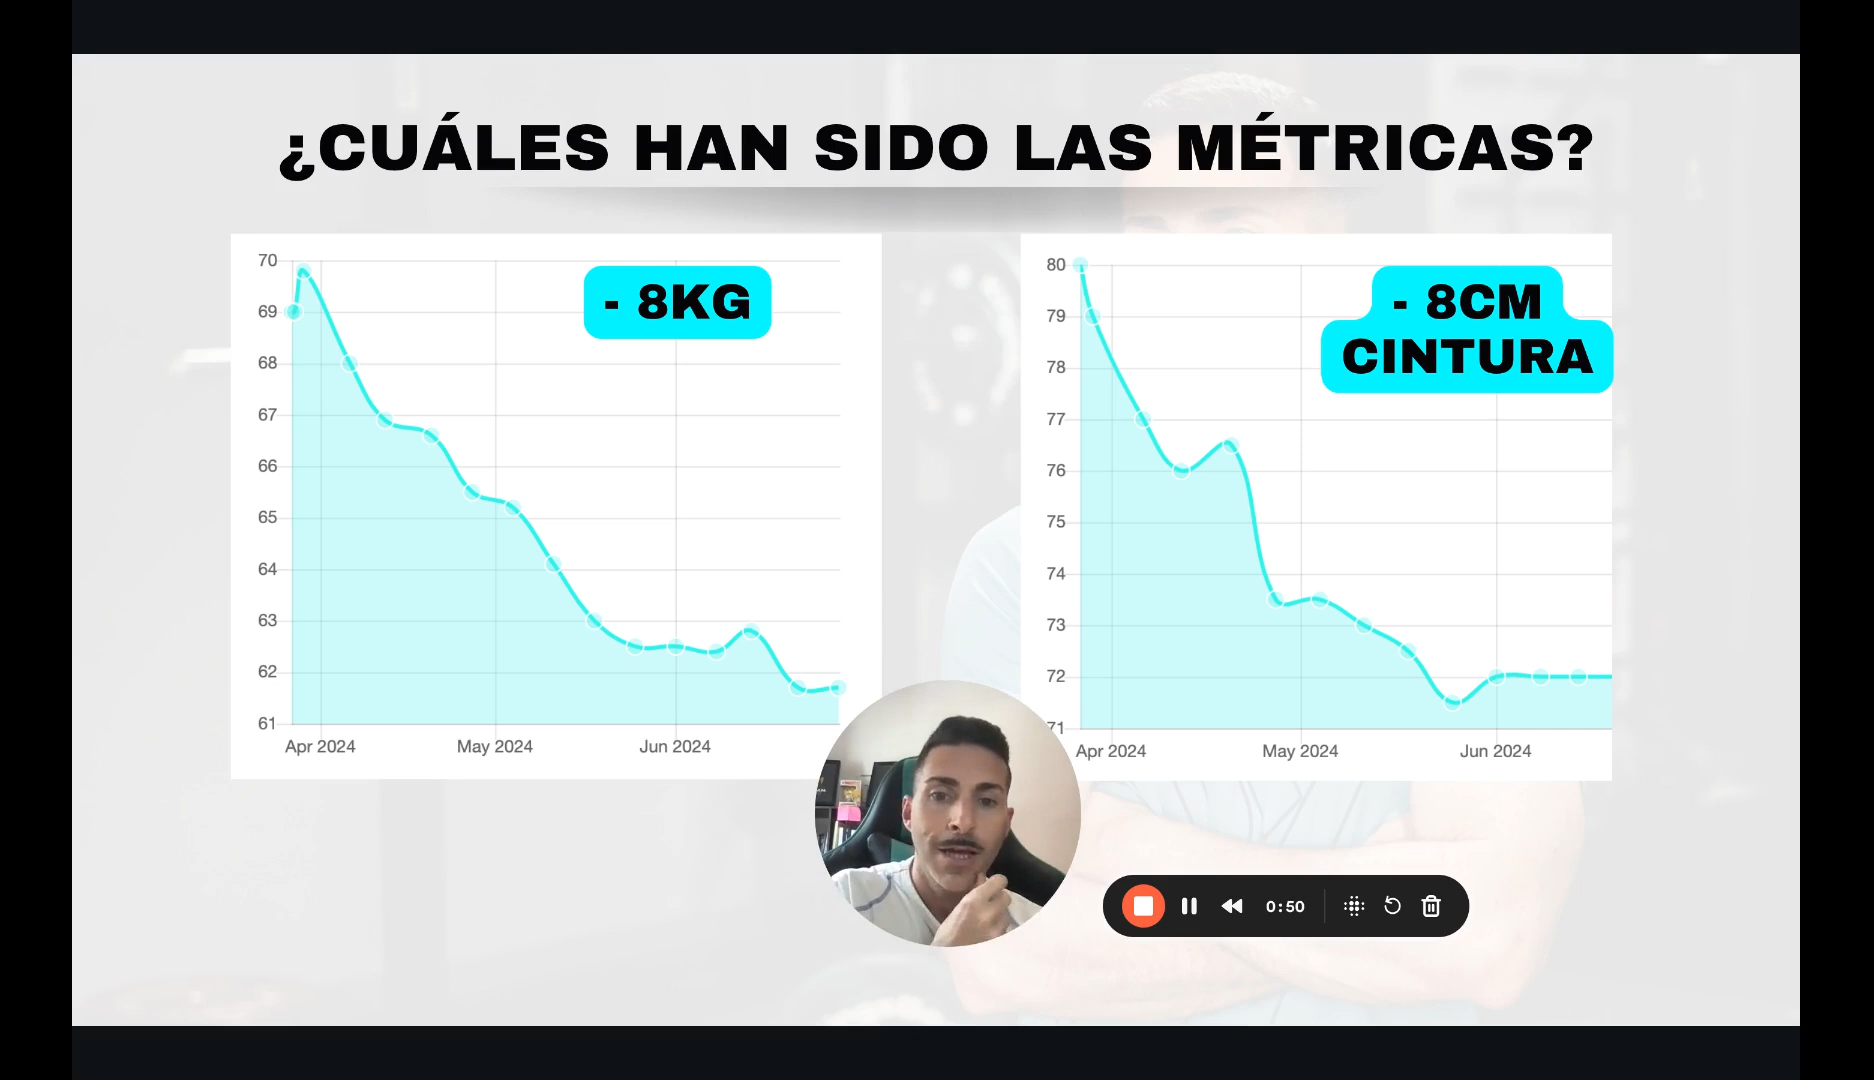 ¿CUÁLES HAN SIDO LAS MÉTRICAS?
- 8KG
70
69
68
67
66
65
64
63
62
61
Apr 2024
May 2024
Jun 2024
- 8CM
CINTURA
80
79
78
77
76
75
74
73
72
71
Apr 2024
May 2024
Jun 2024
0:50